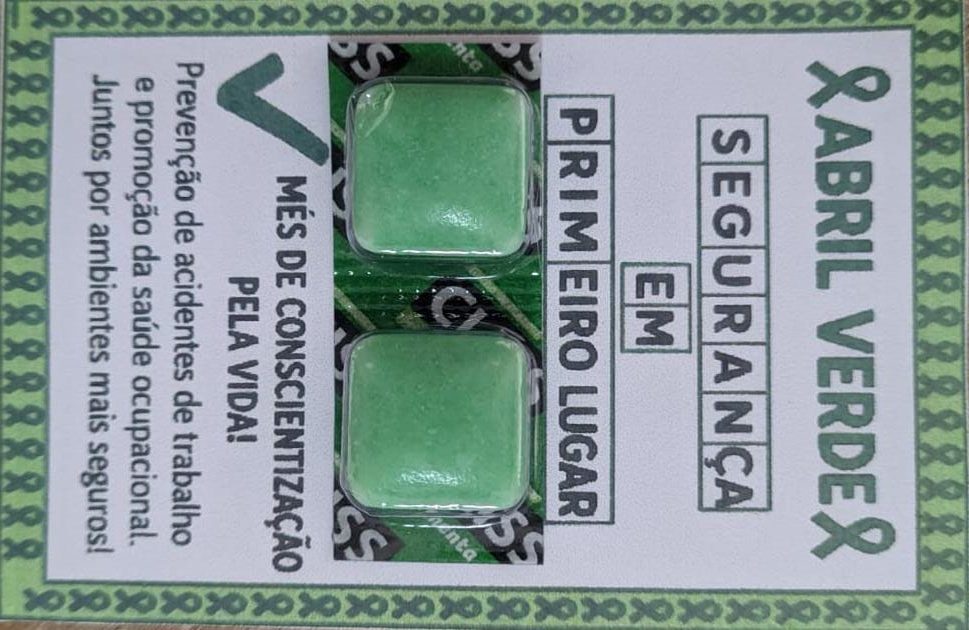 ABRIL VERDE
SEGURANÇA
EM
PRIMEIRO LUGAR
MÊS DE CONSCIENTIZAÇÃO
PELA VIDA!
Prevenção de acidentes de trabalho
e promoção da saúde ocupacional.
Juntos por ambientes mais seguros!